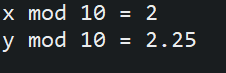 x mod 10 = 2
y mod 10 = 2.25